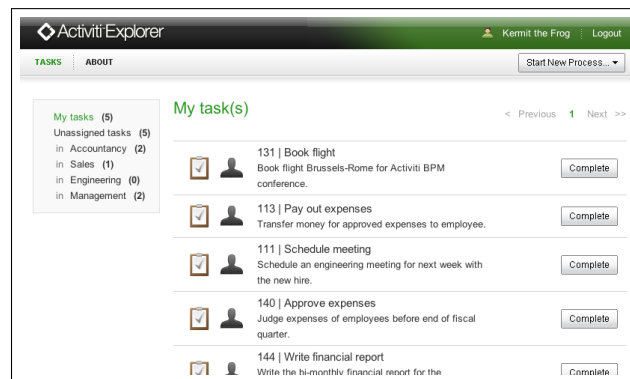 Activiti Explorer
Kermit the Frog Logout
TASKS ABOUT
Start New Process...
My tasks (5)
Unassigned tasks (5)
in Accountancy (2)
in Sales (1)
in Engineering (0)
in Management (2)
My task(s)
< Previous 1 Next >>
131 | Book flight
Book flight Brussels-Rome for Activiti BPM
conference.
Complete
113 | Pay out expenses
Transfer money for approved expenses to employee.
Complete
111 | Schedule meeting
Schedule an engineering meeting for next week with
the new hire.
Complete
140 | Approve expenses
Judge expenses of employees before end of fiscal
quarter.
Complete
144 | Write financial report
Write the bi-monthly financial report for the
Complete